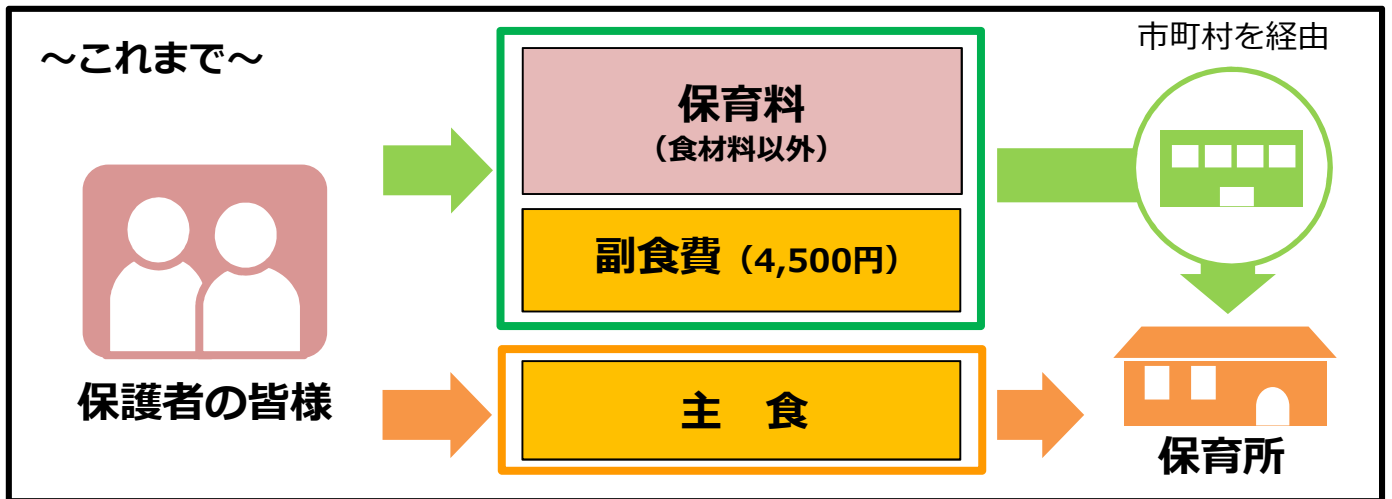 ～これまで～
市町村を経由
保育料
（食材料以外）
副食費（4,500円）
主　食
保護者の皆様
保育所